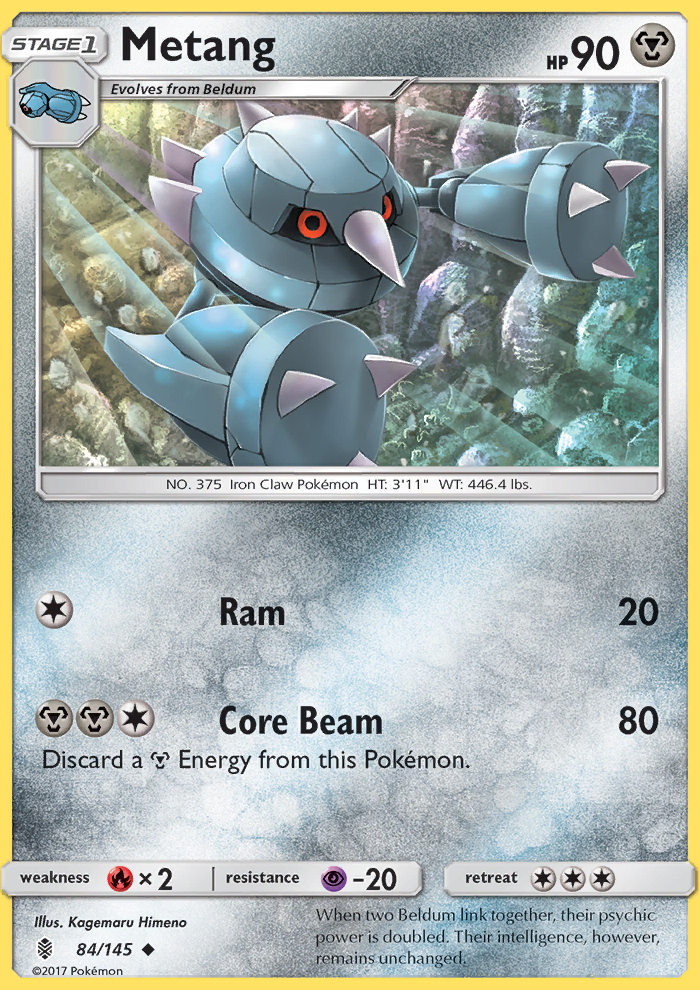 STAGE1
Metang
HP 90
Evolves from Beldum
NO. 375 Iron Claw Pokémon HT: 3'11" WT: 446.4 lbs.
Ram 20
Core Beam 80
Discard a Energy from this Pokémon.
weakness × 2 resistance –20 retreat
Illus. Kagemaru Himeno
84/145
©2017 Pokémon
When two Beldum link together, their psychic
power is doubled. Their intelligence, however,
remains unchanged.